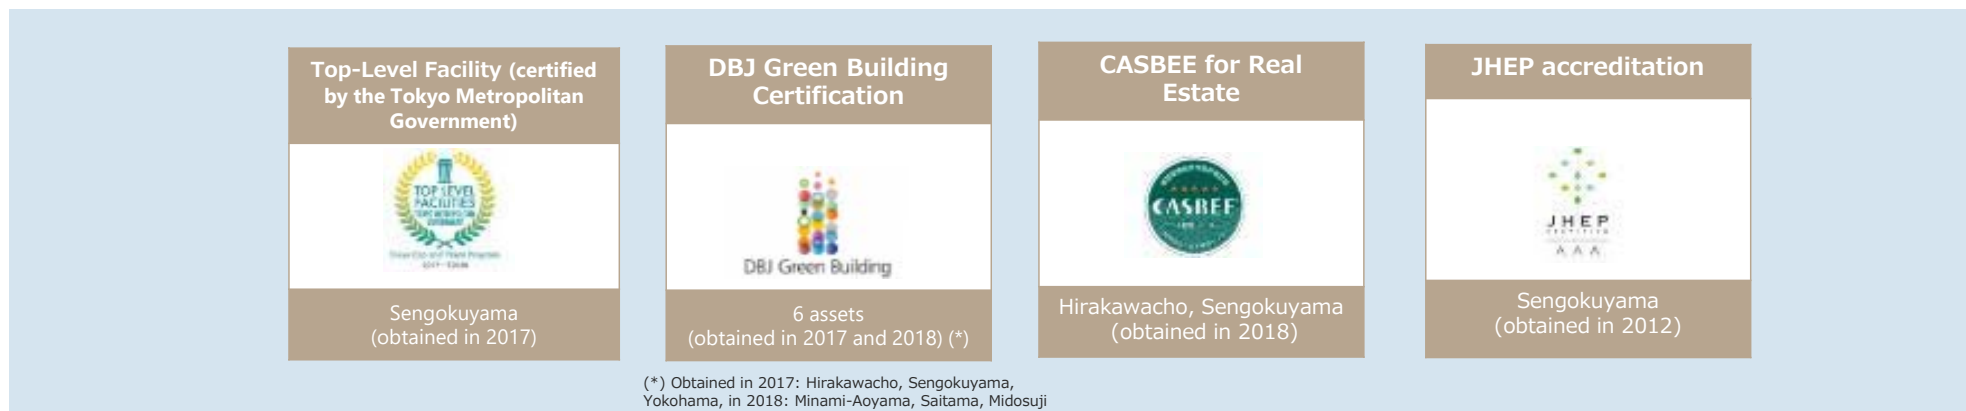 Top-Level Facility (certified
by the Tokyo Metropolitan
Government)
TOP LEVEL
FACILITIES
Sengokuyama
(obtained in 2017)
DBJ Green Building
Certification
DBJ Green Building
6 assets
(obtained in 2017 and 2018) (*)
(*) Obtained in 2017: Hirakawacho, Sengokuyama,
Yokohama, in 2018: Minami-Aoyama, Saitama, Midosuji
CASBEE for Real
Estate
CASBEE
Hirakawacho, Sengokuyama
(obtained in 2018)
JHEP accreditation
JHEP
CERTIFIED
AAA
Sengokuyama
(obtained in 2012)